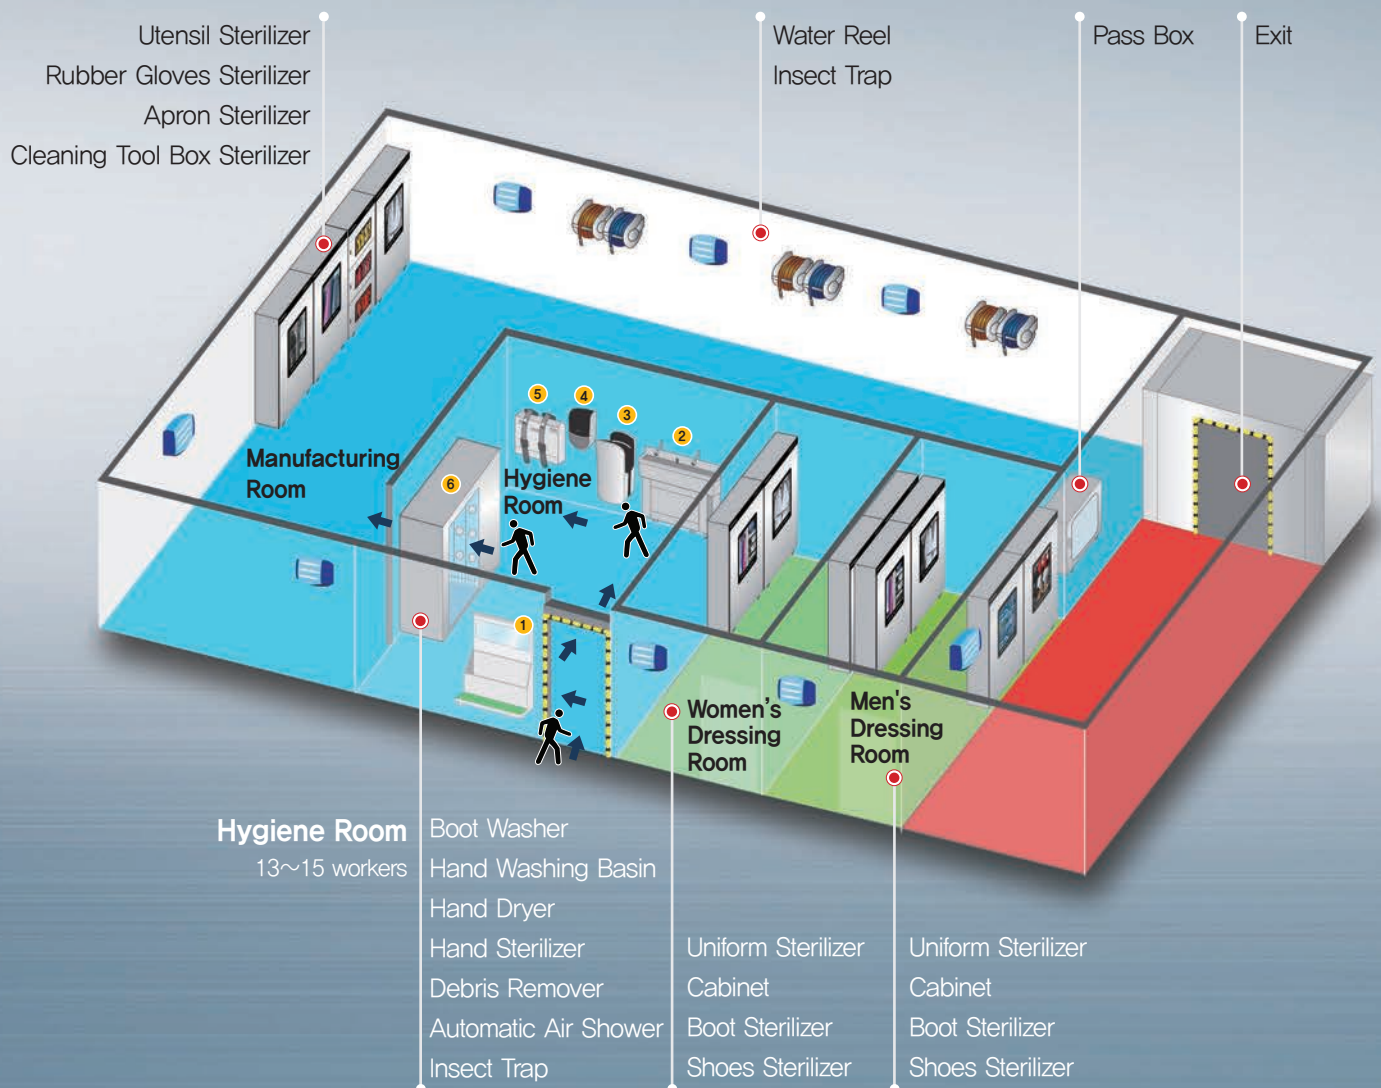 Utensil Sterilizer
Rubber Gloves Sterilizer
Apron Sterilizer
Cleaning Tool Box Sterilizer
Water Reel
Insect Trap
Pass Box
Exit
5
4
3
2
6
1
Manufacturing
Room
Hygiene
Room
Women's
Dressing
Room
Men's
Dressing
Room
Hygiene Room
13~15 workers
Boot Washer
Hand Washing Basin
Hand Dryer
Hand Sterilizer
Debris Remover
Automatic Air Shower
Insect Trap
Uniform Sterilizer
Cabinet
Boot Sterilizer
Shoes Sterilizer
Uniform Sterilizer
Cabinet
Boot Sterilizer
Shoes Sterilizer